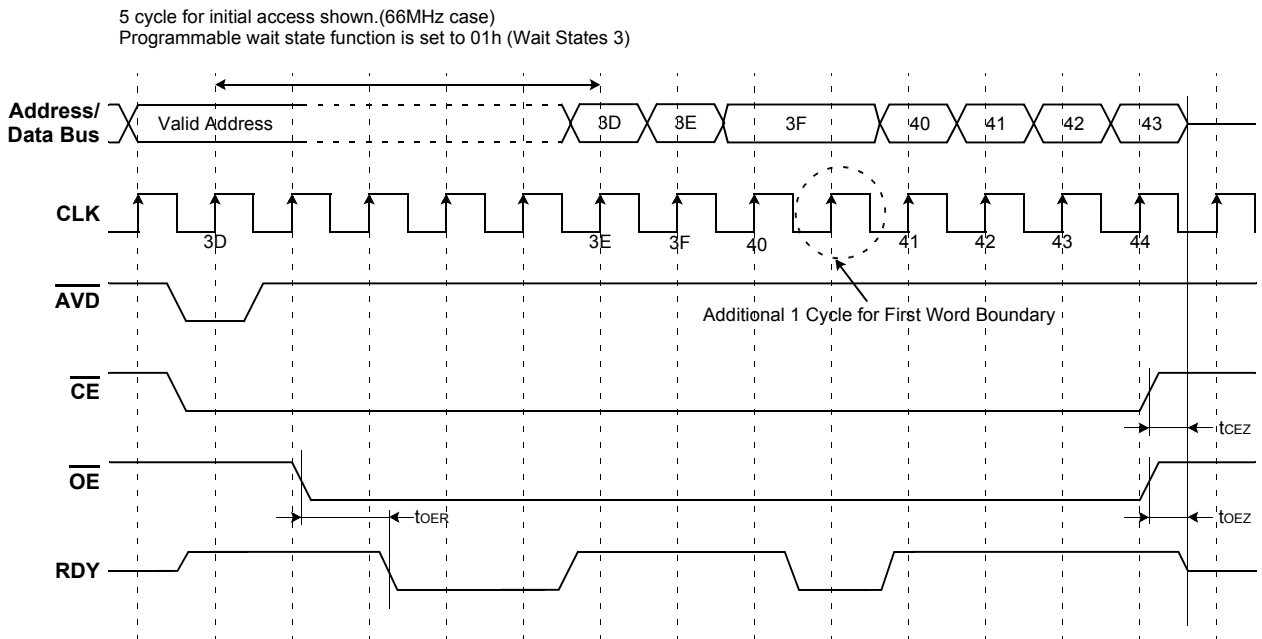 5 cycle for initial access shown.(66MHz case)
Programmable wait state function is set to 01h (Wait States 3)
Address/
Data Bus
Valid Address
3D
3E
3F
40
41
42
43
CLK
3D
3E
3F
40
41
42
43
44
AVD
Additional 1 Cycle for First Word Boundary
CE
tCEZ
OE
tOER
tOEZ
RDY